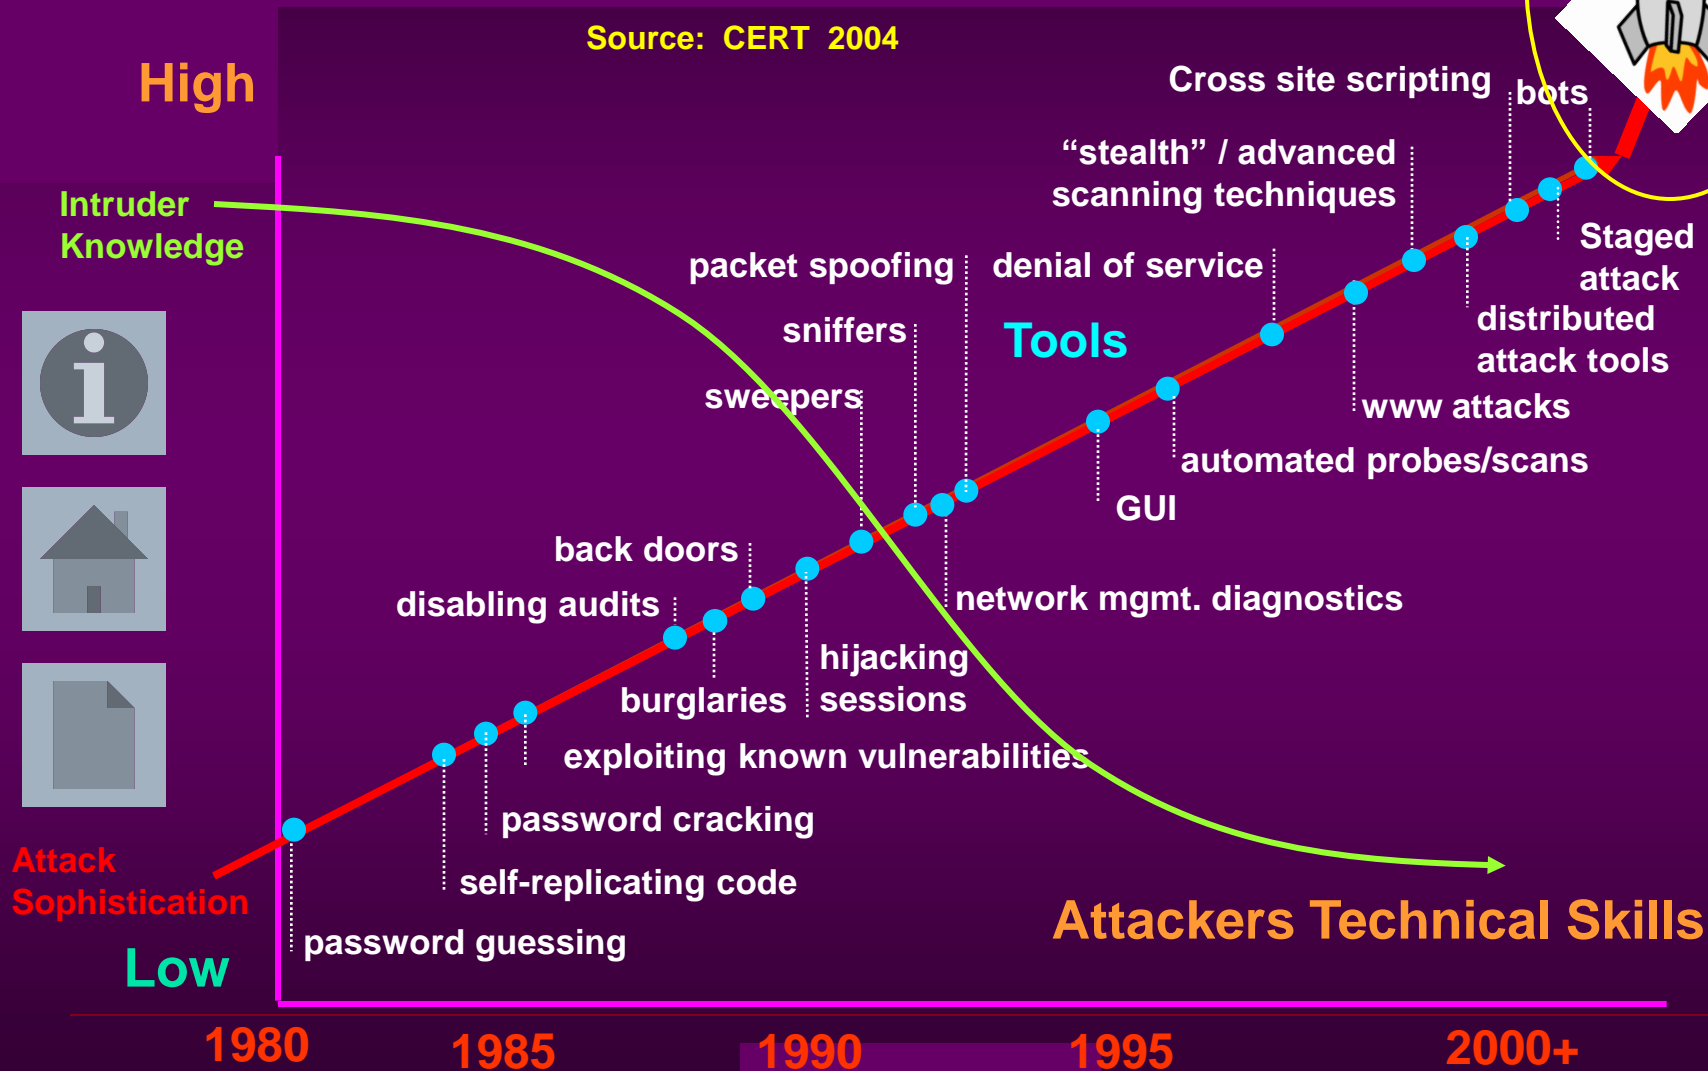 Source: CERT 2004
High
Cross site scripting
bots
“stealth” / advanced
scanning techniques
Intruder
Knowledge
Staged
attack
packet spoofing
denial of service
sniffers
Tools
distributed
attack tools
sweepers
www attacks
automated probes/scans
GUI
back doors
disabling audits
network mgmt. diagnostics
hijacking
sessions
burglaries
exploiting known vulnerabilities
password cracking
Attack
Sophistication
self-replicating code
Attackers Technical Skills
password guessing
Low
1980
1985
1990
1995
2000+